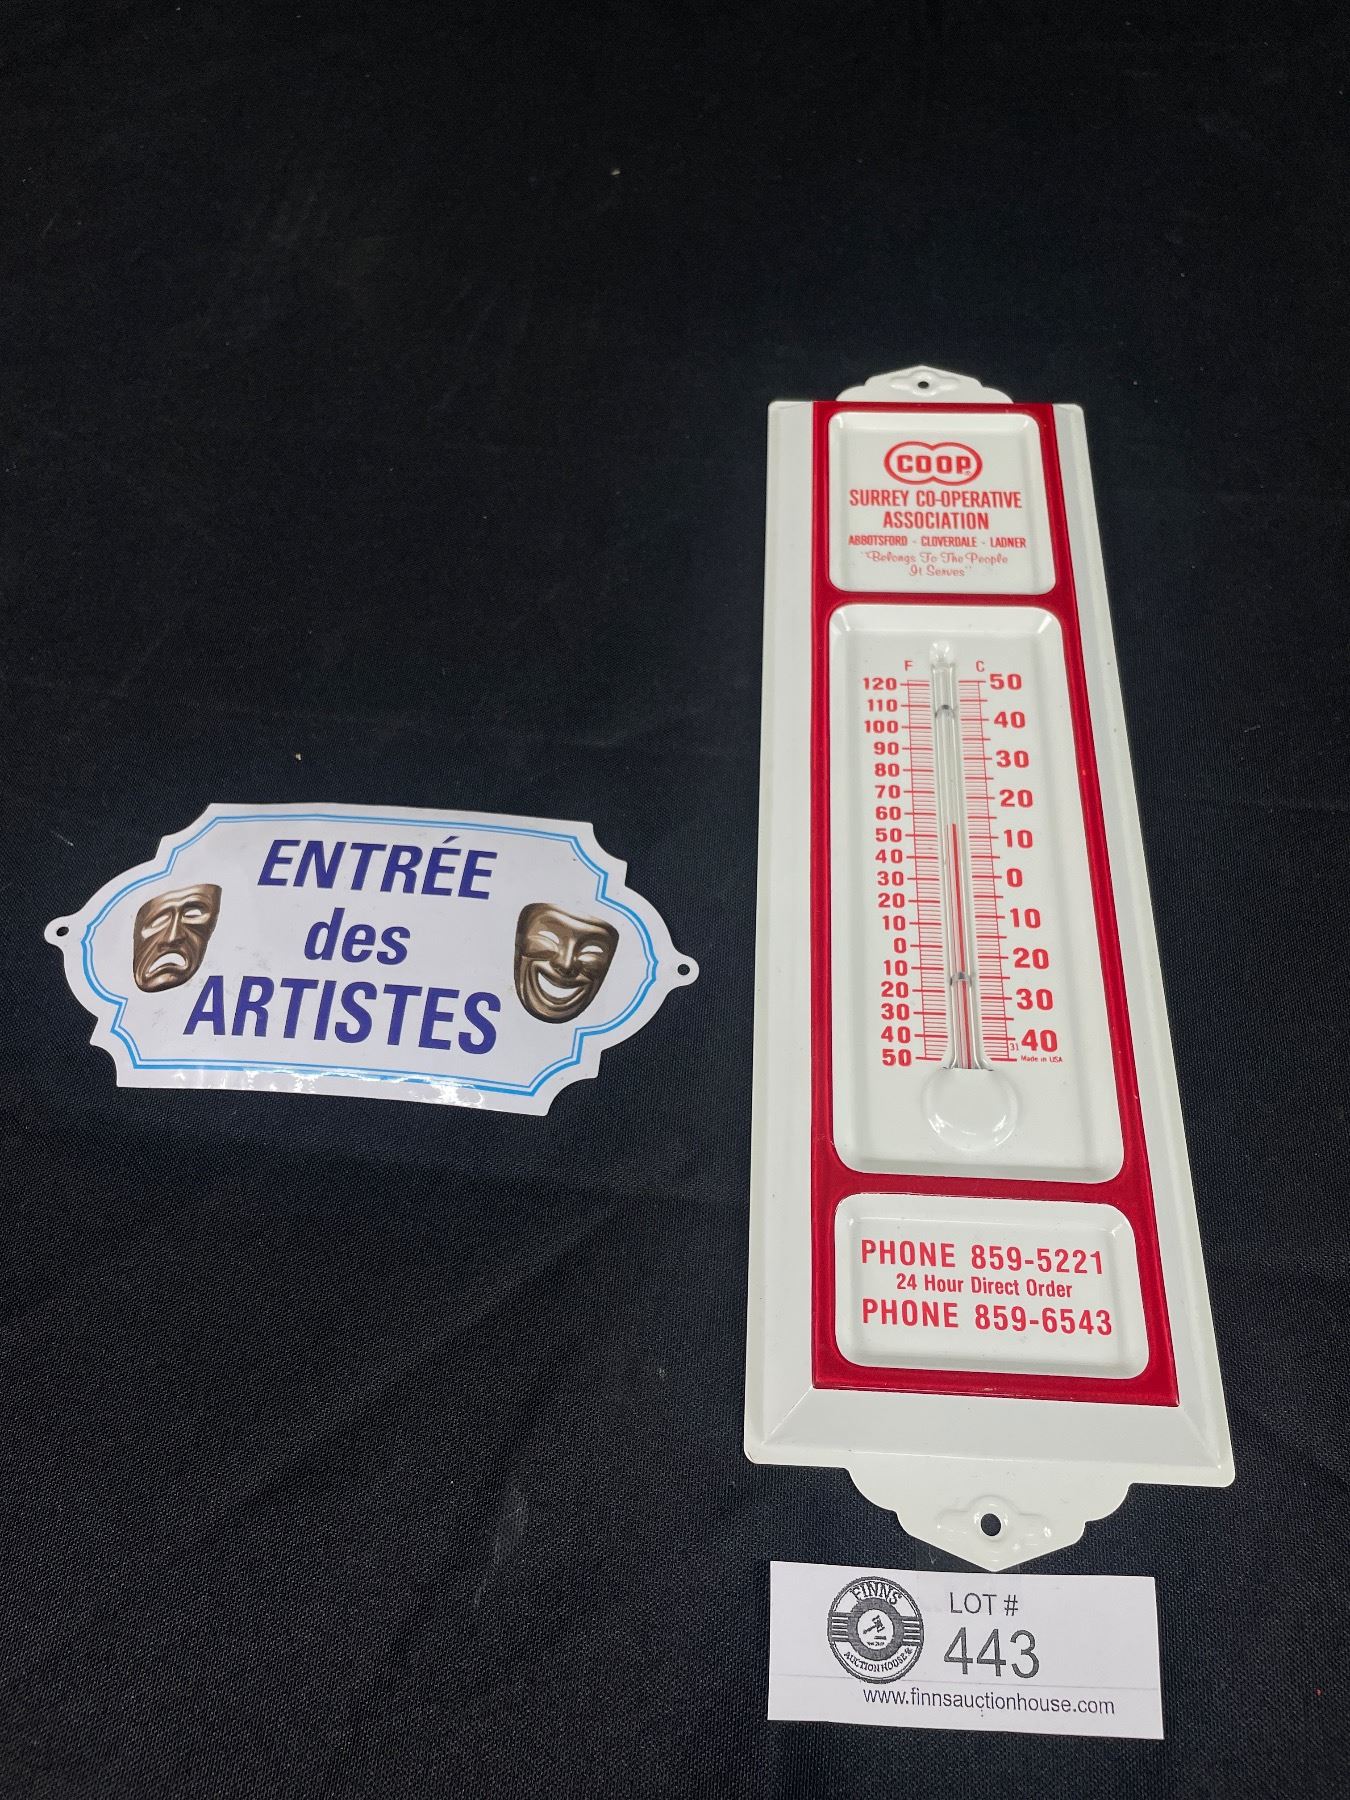 ENTRÉE
des
ARTISTES
COOP
SURREY CO-OPERATIVE
ASSOCIATION
ABBOTSFORD - CLOVERDALE - LADNER
"Belongs To The People
It Serves"
F C
120 50
110
100 40
90
80 30
70
60 20
50
40 10
30 0
20
10 10
0
10 20
20
30 30
40 31 40
50 Made in USA
PHONE 859-5221
24 Hour Direct Order
PHONE 859-6543
FINNS
AUCTION HOUSE
LOT #
443
www.finnsauctionhouse.com